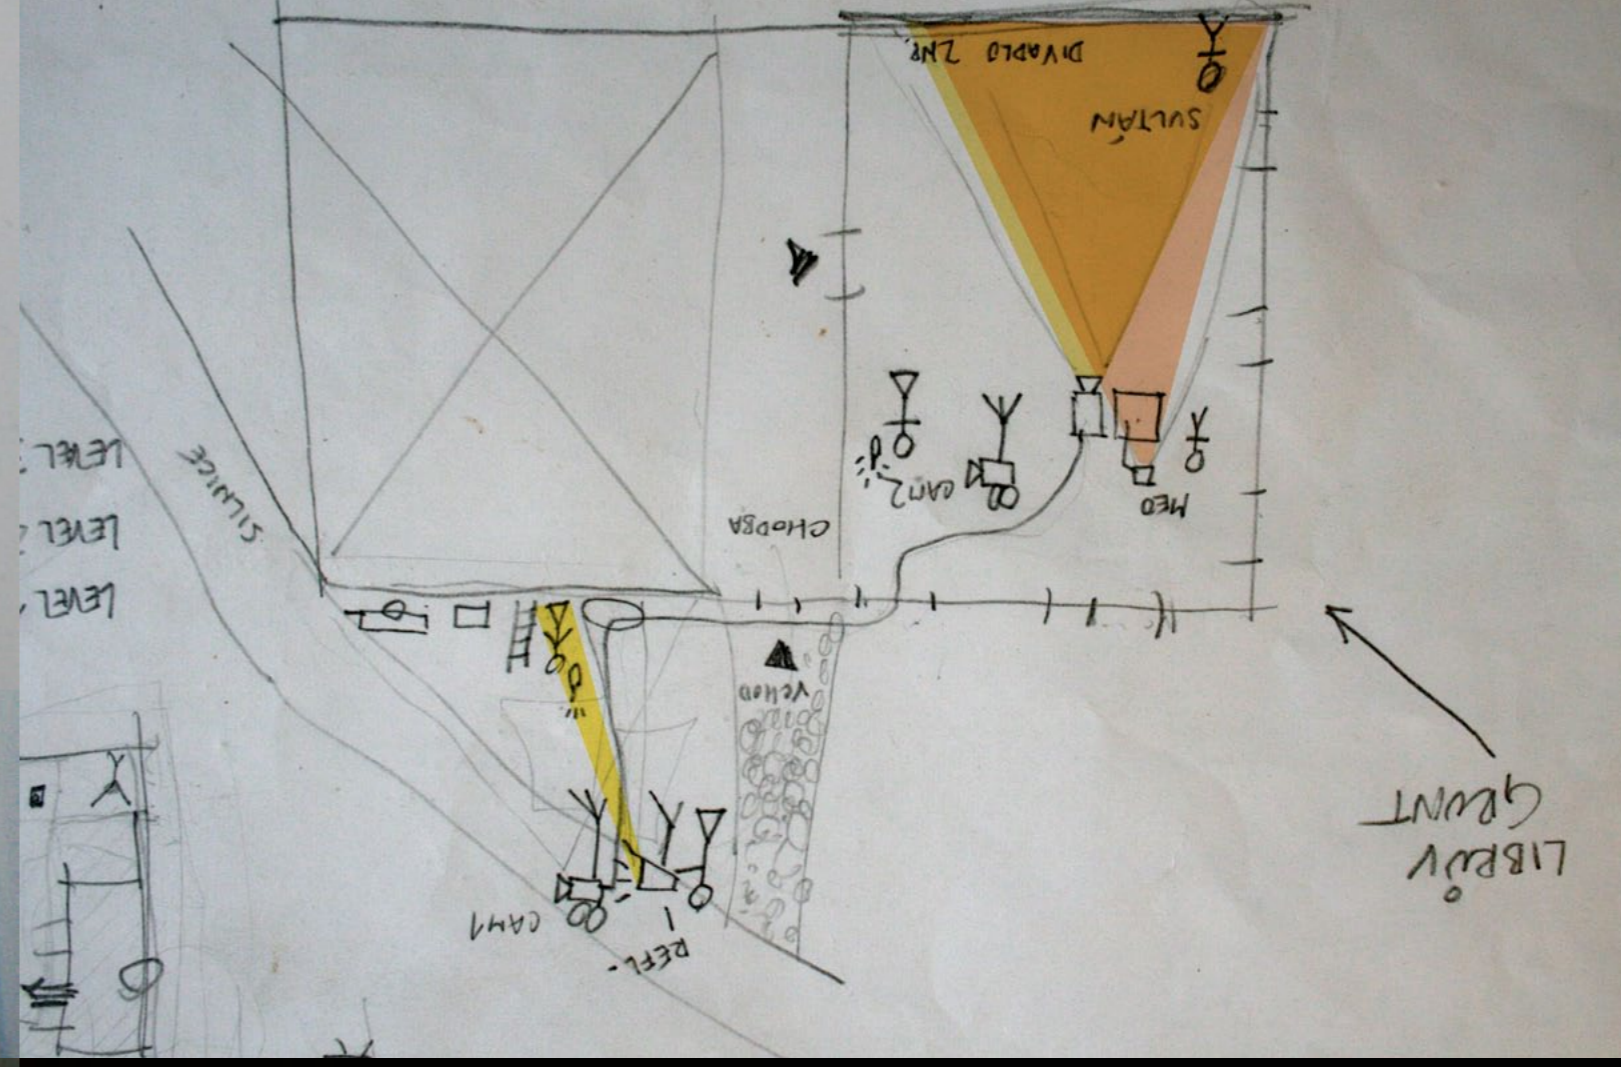 REFL.
CAM1
LIBRŮV
GRUNT
VCHOD
LEVEL
LEVEL
LEVEL
CHODBA
SILNICE
MED
CAM2
SULTÁN
DIVADLO ZNP.